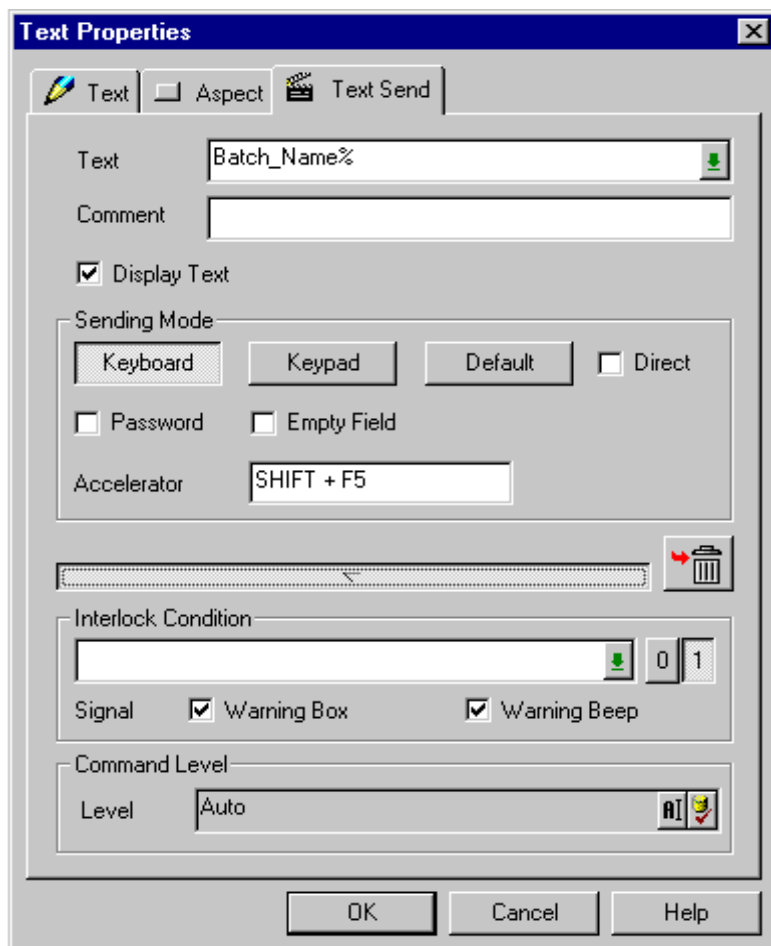 Text Properties
Text Aspect Text Send
Text Batch_Name%
Comment
Display Text
Sending Mode
Keyboard Keypad Default Direct
Password Empty Field
Accelerator SHIFT + F5
Interlock Condition
0 1
Signal Warning Box Warning Beep
Command Level
Level Auto AI
OK Cancel Help